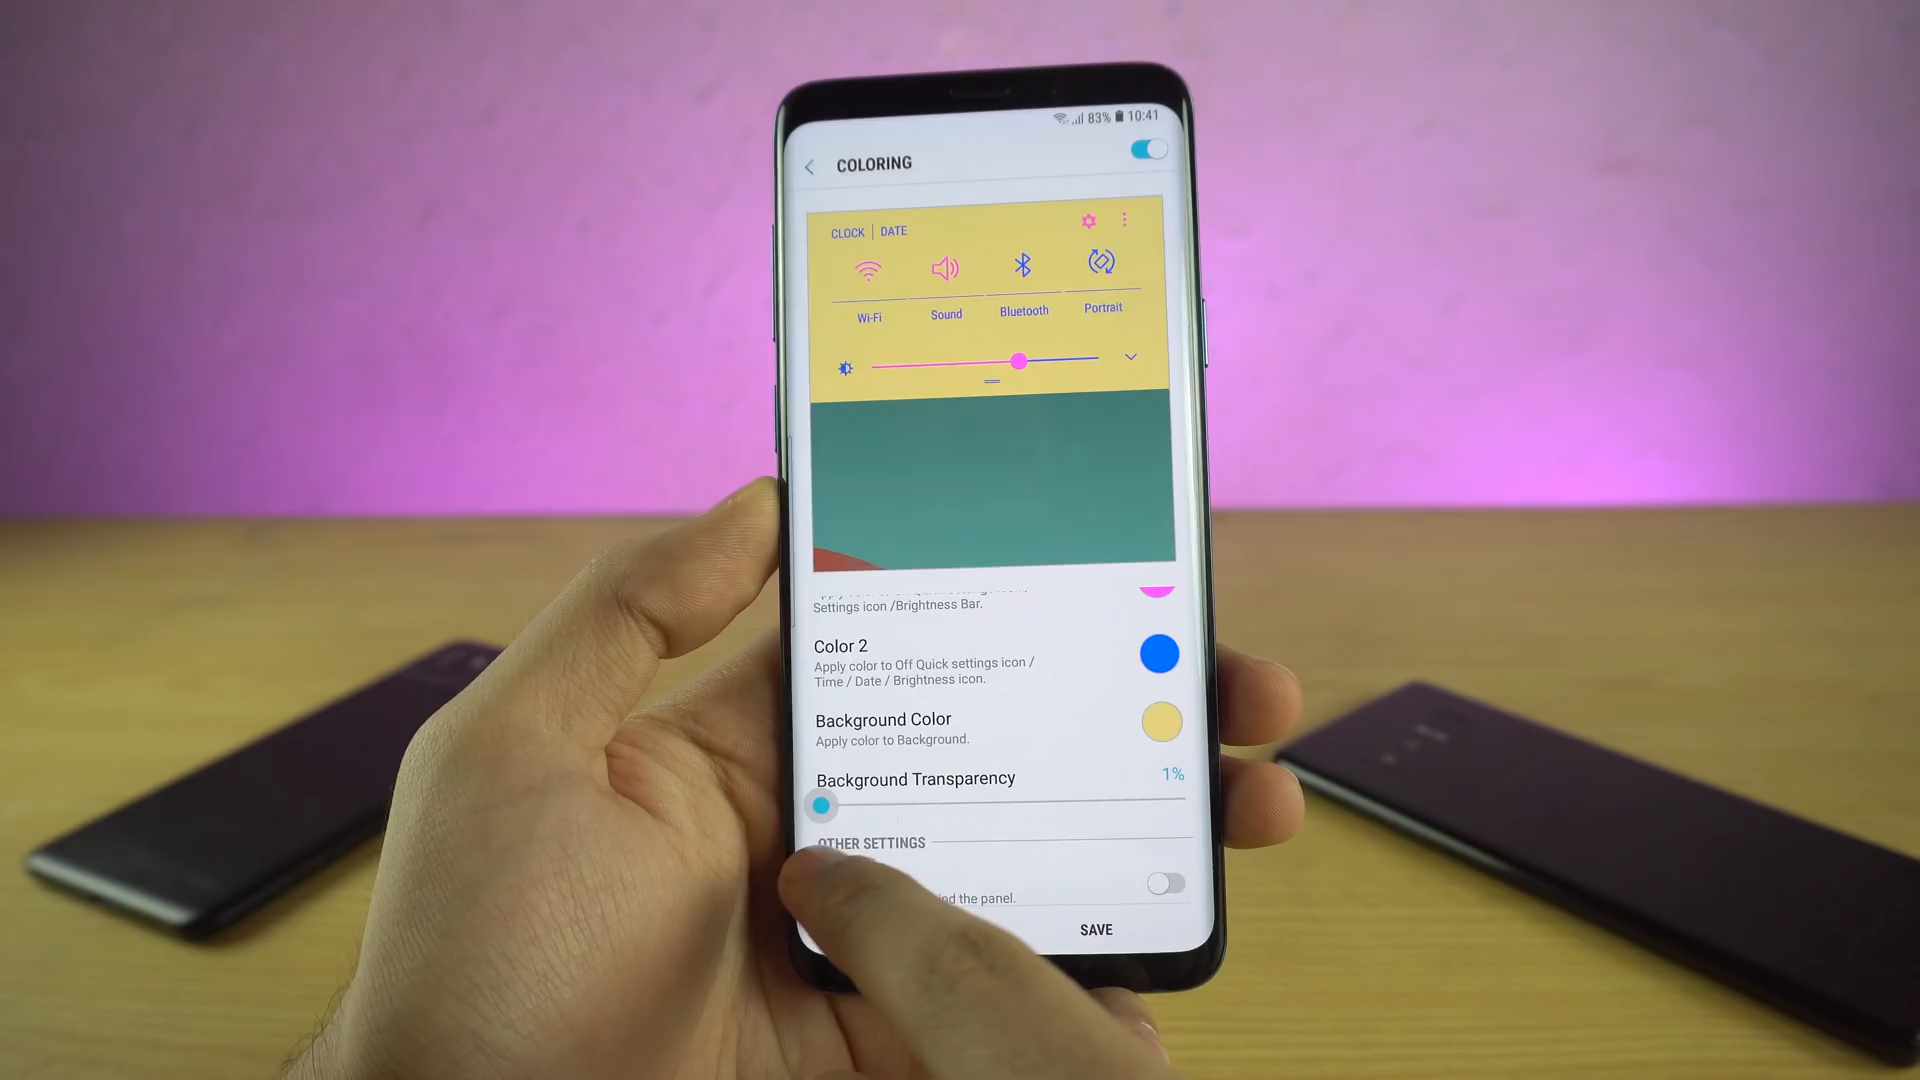 83% 10:41
COLORING
CLOCK | DATE
Wi-Fi Sound Bluetooth Portrait
Settings icon /Brightness Bar.
Color 2
Apply color to Off Quick settings icon /
Time / Date / Brightness icon.
Background Color
Apply color to Background.
Background Transparency 1%
OTHER SETTINGS
the panel.
SAVE